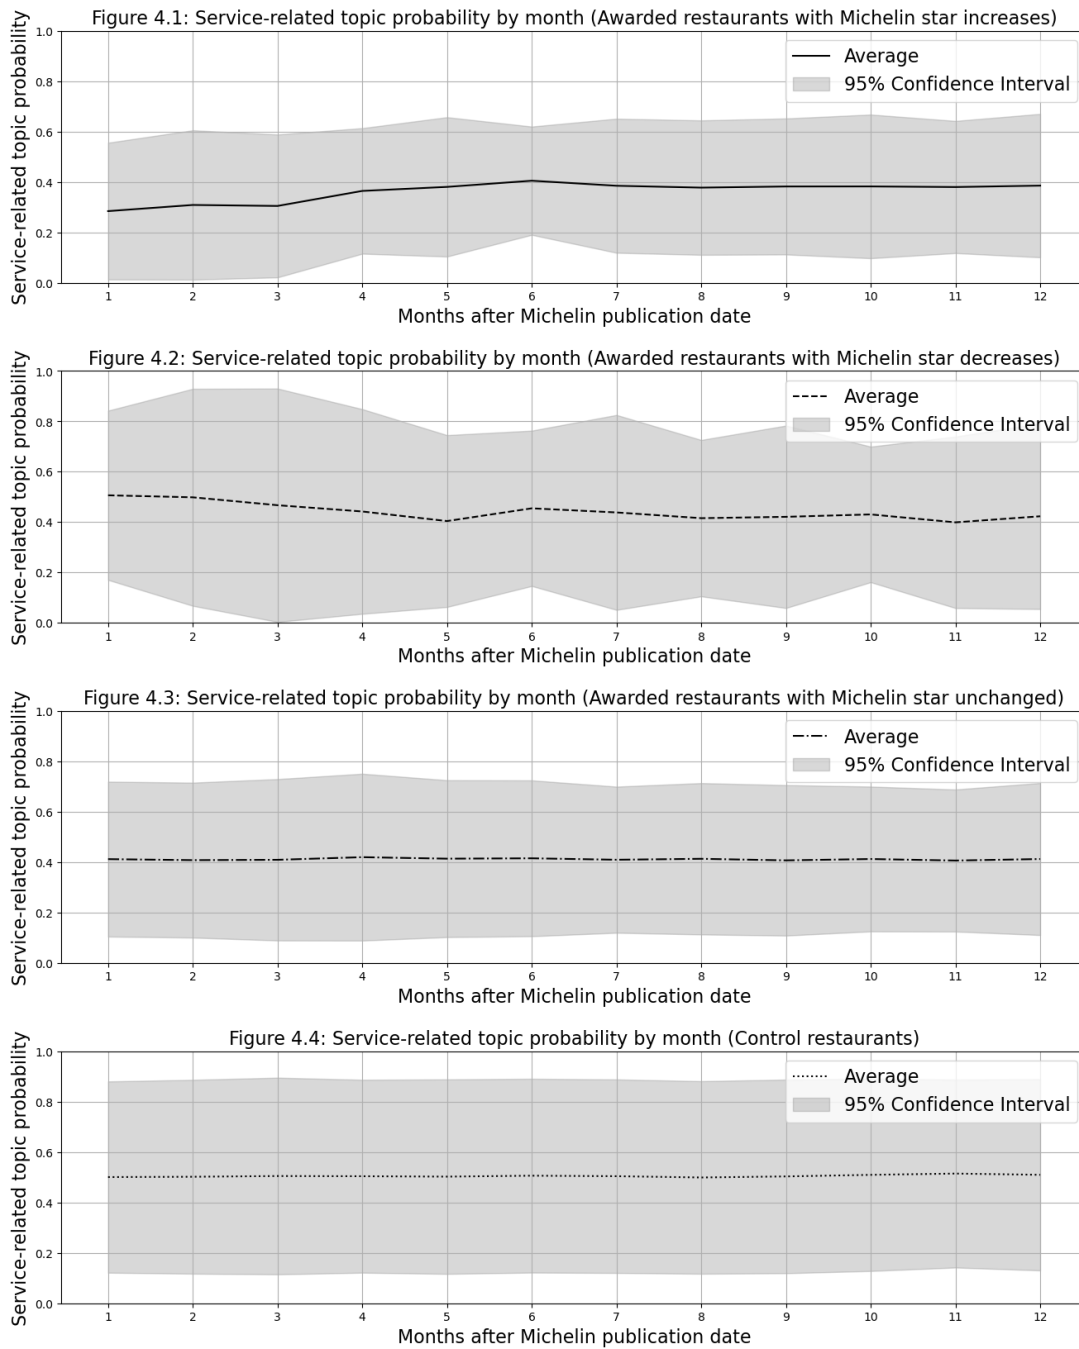 Figure 4.1: Service-related topic probability by month (Awarded restaurants with Michelin star increases)
Service-related topic probability
1.0
0.8
0.6
0.4
0.2
0.0
Average
95% Confidence Interval
1 2 3 4 5 6 7 8 9 10 11 12
Months after Michelin publication date
Figure 4.2: Service-related topic probability by month (Awarded restaurants with Michelin star decreases)
Service-related topic probability
1.0
0.8
0.6
0.4
0.2
0.0
Average
95% Confidence Interval
1 2 3 4 5 6 7 8 9 10 11 12
Months after Michelin publication date
Figure 4.3: Service-related topic probability by month (Awarded restaurants with Michelin star unchanged)
Service-related topic probability
1.0
0.8
0.6
0.4
0.2
0.0
Average
95% Confidence Interval
1 2 3 4 5 6 7 8 9 10 11 12
Months after Michelin publication date
Figure 4.4: Service-related topic probability by month (Control restaurants)
Service-related topic probability
1.0
0.8
0.6
0.4
0.2
0.0
Average
95% Confidence Interval
1 2 3 4 5 6 7 8 9 10 11 12
Months after Michelin publication date